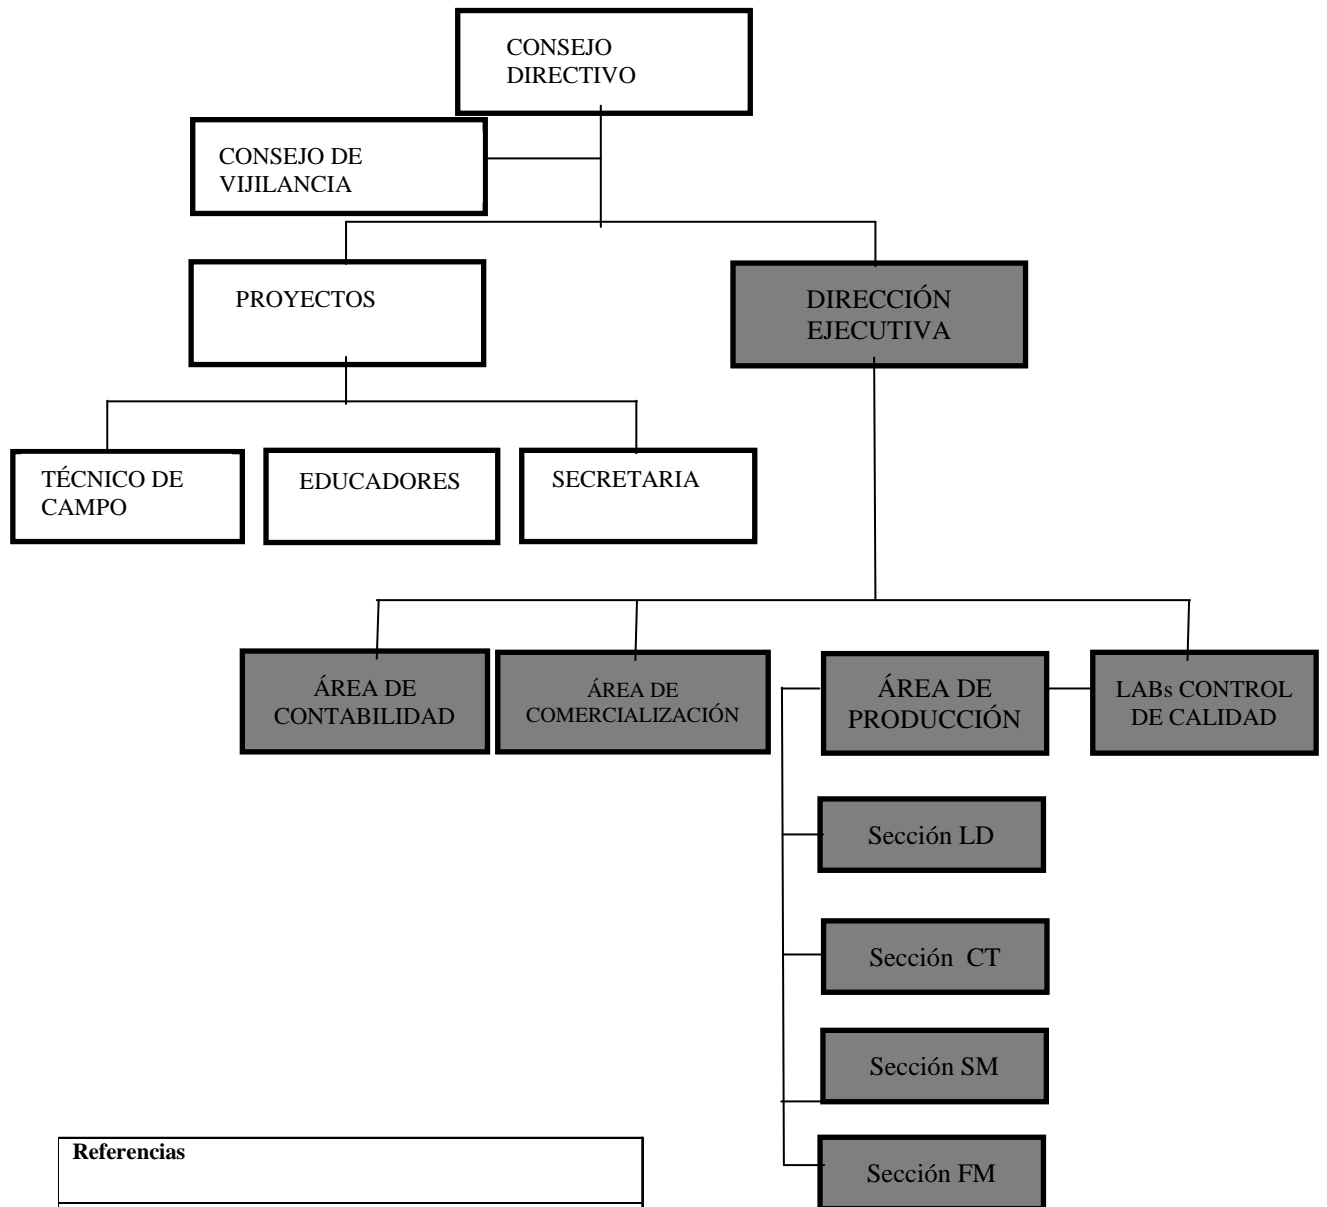 CONSEJO
DIRECTIVO
CONSEJO DE
VIJILANCIA
PROYECTOS
DIRECCIÓN
EJECUTIVA
TÉCNICO DE
CAMPO
EDUCADORES
SECRETARIA
ÁREA DE
CONTABILIDAD
ÁREA DE
COMERCIALIZACIÓN
ÁREA DE
PRODUCCIÓN
LABs CONTROL
DE CALIDAD
Sección LD
Sección  CT
Sección SM
Sección FM
Referencias